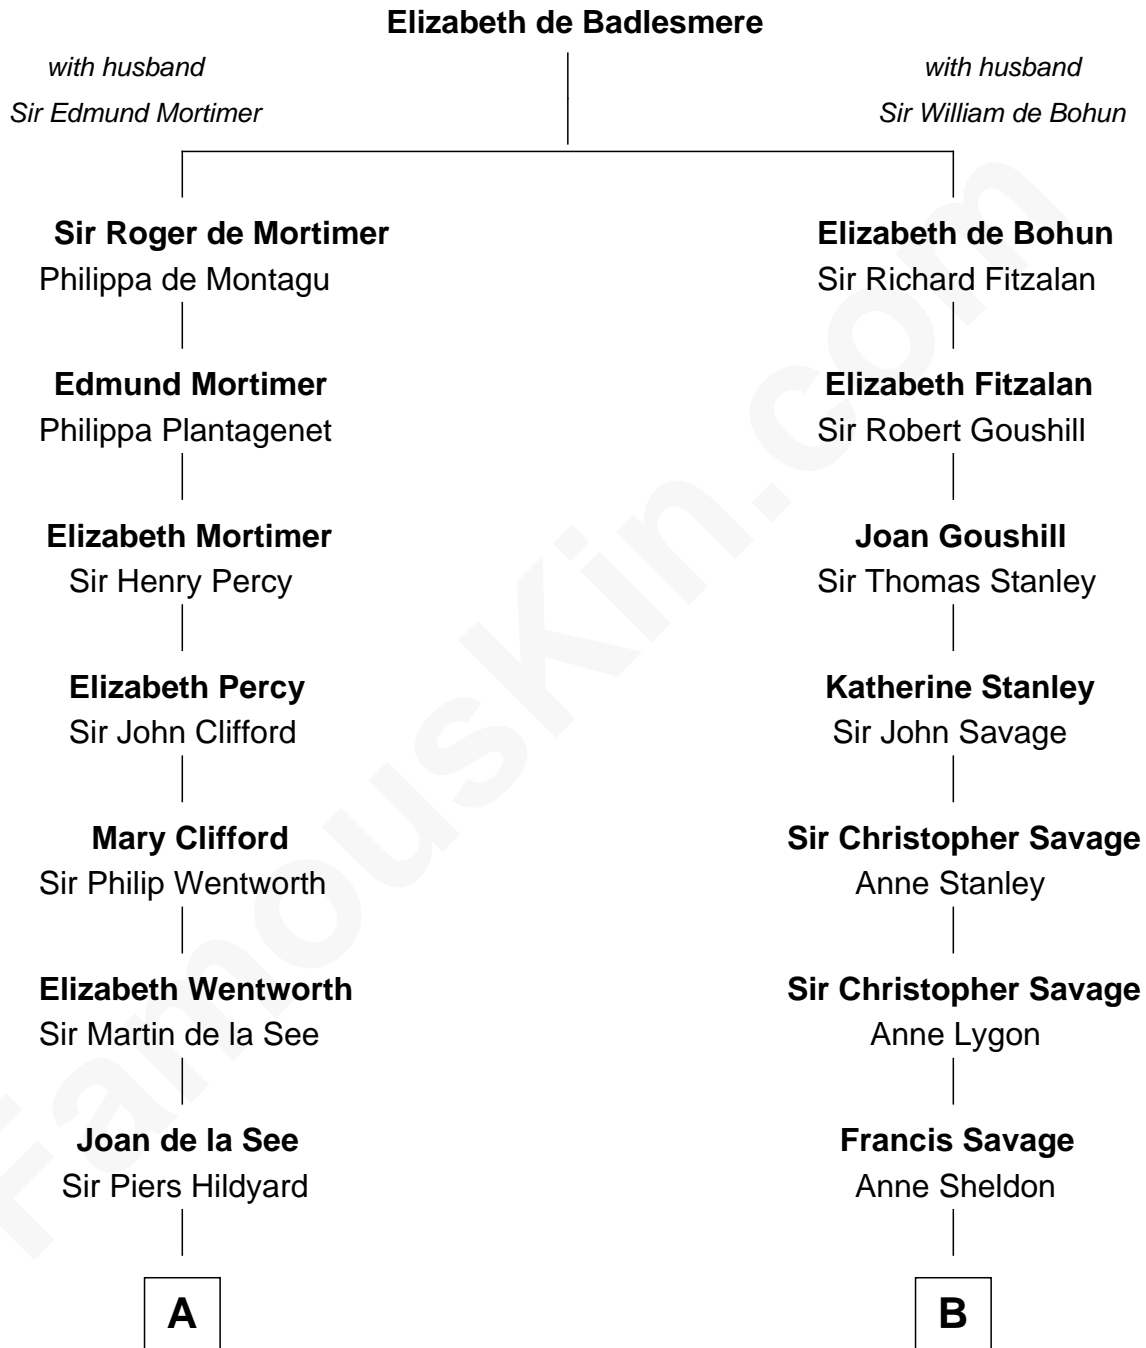 Elizabeth de Badlesmere
with husband
Sir Edmund Mortimer
with husband
Sir William de Bohun
Sir Roger de Mortimer
Philippa de Montagu
Elizabeth de Bohun
Sir Richard Fitzalan
Edmund Mortimer
Philippa Plantagenet
Elizabeth Fitzalan
Sir Robert Goushill
Elizabeth Mortimer
Sir Henry Percy
Joan Goushill
Sir Thomas Stanley
Elizabeth Percy
Sir John Clifford
Katherine Stanley
Sir John Savage
Mary Clifford
Sir Philip Wentworth
Sir Christopher Savage
Anne Stanley
Elizabeth Wentworth
Sir Martin de la See
Sir Christopher Savage
Anne Lygon
Joan de la See
Sir Piers Hildyard
Francis Savage
Anne Sheldon
A
B
FamousKin.com